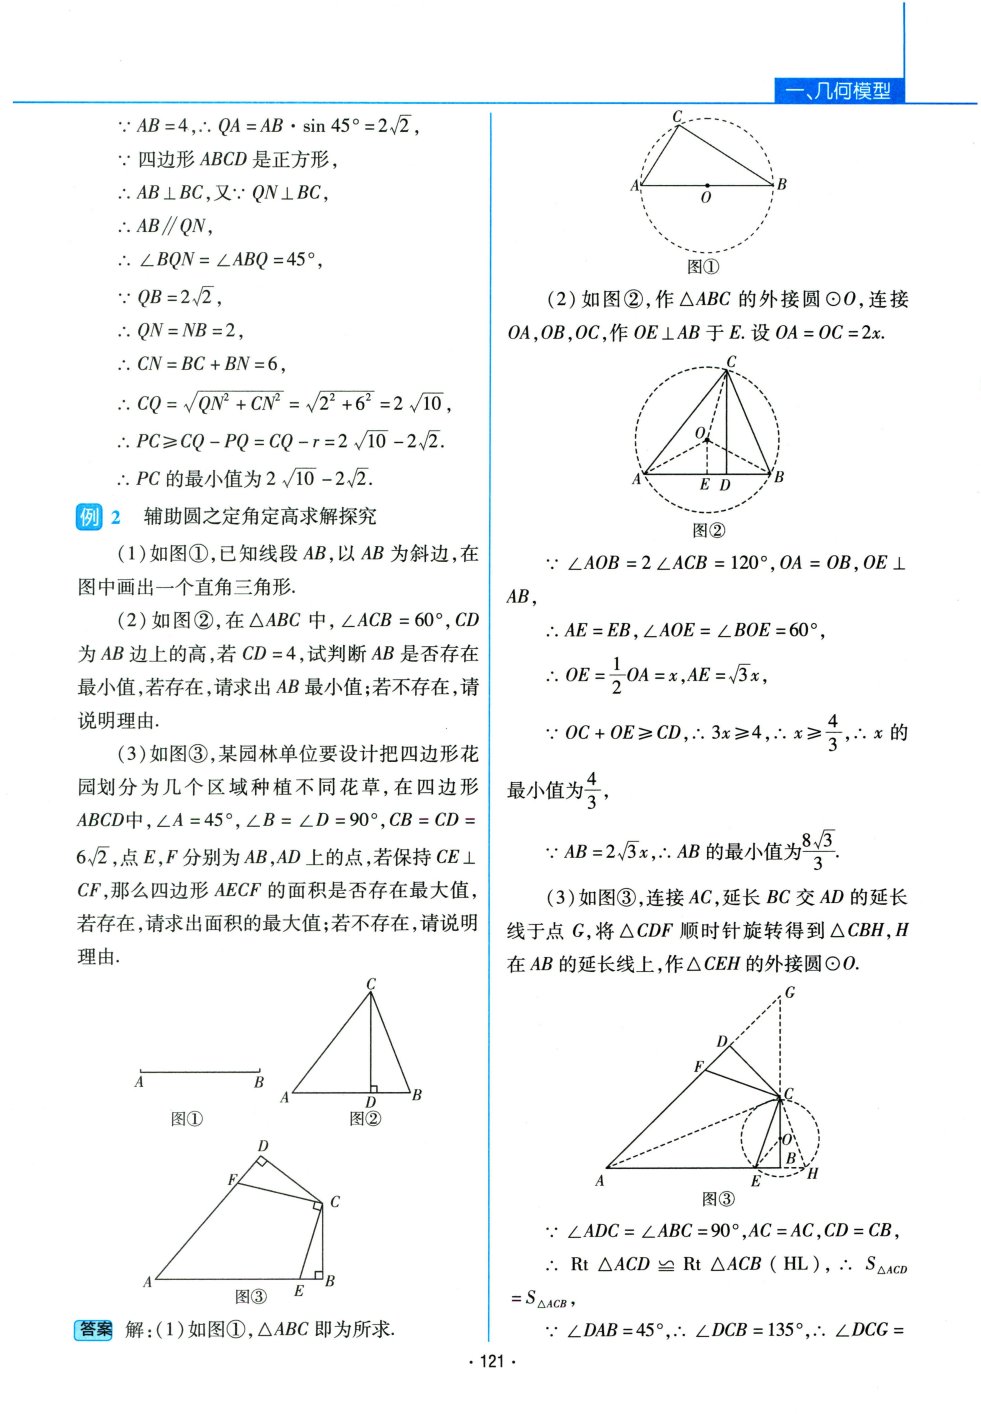 一、几何模型
∵ AB=4,∴ QA=AB·sin 45°=2√2,
∵ 四边形 ABCD 是正方形,
∴ AB⊥BC,又∵ QN⊥BC,
∴ AB∥QN,
∴ ∠BQN=∠ABQ=45°,
∵ QB=2√2,
∴ QN=NB=2,
∴ CN=BC+BN=6,
∴ CQ=√(QN²+CN²)=√(2²+6²)=2√10,
∴ PC≥CQ-PQ=CQ-r=2√10-2√2.
∴ PC 的最小值为 2√10-2√2.
例 2 辅助圆之定角定高求解探究
(1)如图①,已知线段 AB,以 AB 为斜边,在
图中画出一个直角三角形.
(2)如图②,在△ABC 中,∠ACB=60°,CD
为 AB 边上的高,若 CD=4,试判断 AB 是否存在
最小值,若存在,请求出 AB 最小值;若不存在,请
说明理由.
(3)如图③,某园林单位要设计把四边形花
园划分为几个区域种植不同花草,在四边形
ABCD中,∠A=45°,∠B=∠D=90°,CB=CD=
6√2,点 E,F 分别为 AB,AD 上的点,若保持 CE⊥
CF,那么四边形 AECF 的面积是否存在最大值,
若存在,请求出面积的最大值;若不存在,请说明
理由.
A B
图①
C
A D B
图②
D
F
C
A E B
图③
答案 解:(1)如图①,△ABC 即为所求.
C
A O B
图①
(2)如图②,作△ABC 的外接圆⊙O,连接
OA,OB,OC,作 OE⊥AB 于 E.设 OA=OC=2x.
C
O
A E D B
图②
∵ ∠AOB=2∠ACB=120°,OA=OB,OE⊥
AB,
∴ AE=EB,∠AOE=∠BOE=60°,
∴ OE=1/2 OA=x,AE=√3x,
∵ OC+OE≥CD,∴ 3x≥4,∴ x≥4/3,∴ x 的
最小值为4/3,
∵ AB=2√3x,∴ AB 的最小值为8√3/3.
(3)如图③,连接 AC,延长 BC 交 AD 的延长
线于点 G,将△CDF 顺时针旋转得到△CBH,H
在 AB 的延长线上,作△CEH 的外接圆⊙O.
G
D
F
C
O
A E B H
图③
∵ ∠ADC=∠ABC=90°,AC=AC,CD=CB,
∴ Rt△ACD≌Rt△ACB(HL),∴ S△ACD
=S△ACB,
∵ ∠DAB=45°,∴ ∠DCB=135°,∴ ∠DCG=
·121·